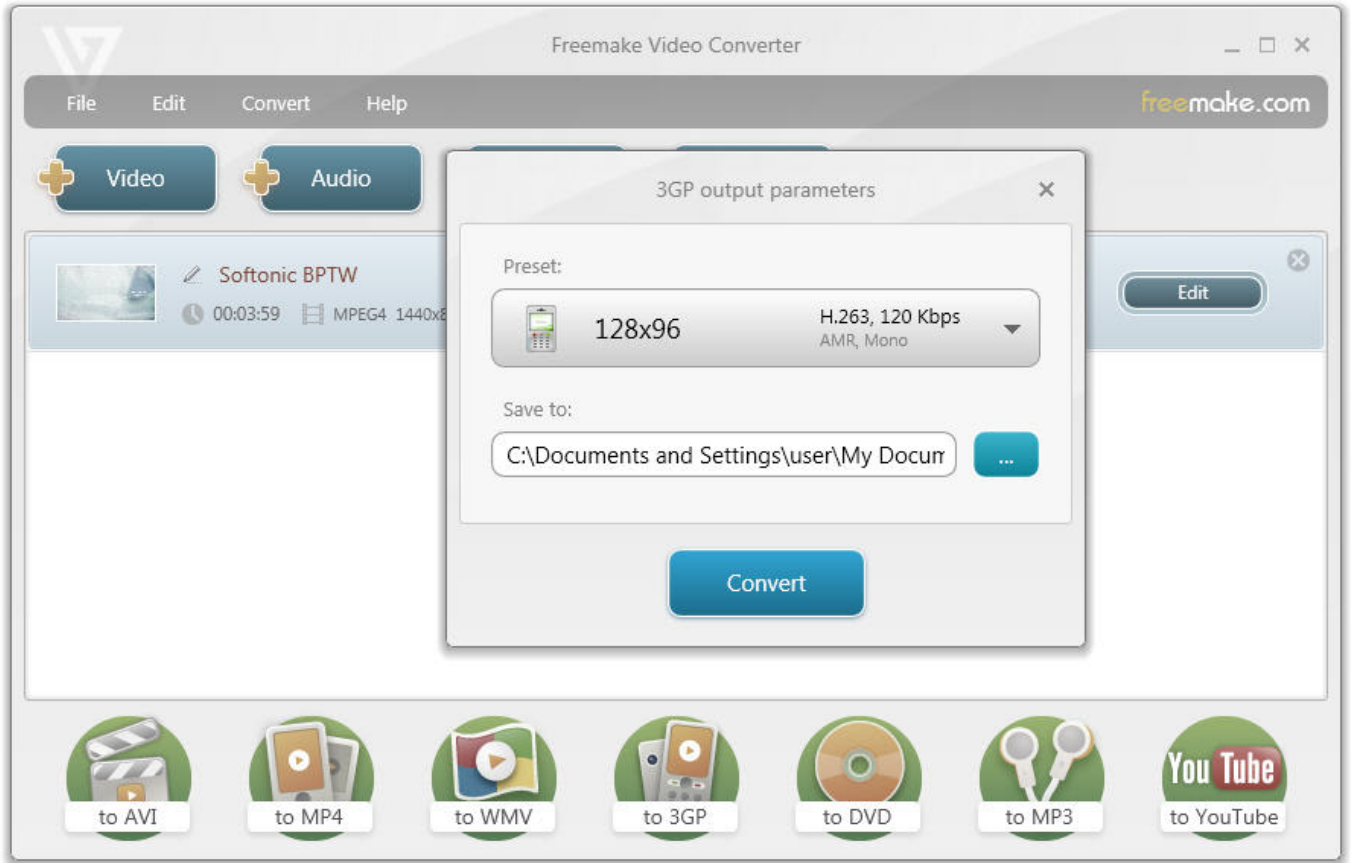 Freemake Video Converter
File Edit Convert Help
freemake.com
Video Audio
3GP output parameters
Softonic BPTW
00:03:59 MPEG4
Edit
Preset:
128x96
H.263, 120 Kbps
AMR, Mono
Save to:
C:\Documents and Settings\user\My Docum
...
Convert
to AVI to MP4 to WMV to 3GP to DVD to MP3 to YouTube
You Tube